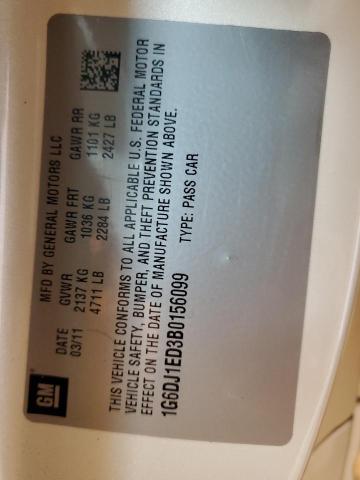 GM
MFD BY GENERAL MOTORS LLC
DATE GVWR GAWR FRT GAWR RR
03/11 2137 KG 1036 KG 1101 KG
4711 LB 2284 LB 2427 LB
THIS VEHICLE CONFORMS TO ALL APPLICABLE U.S. FEDERAL MOTOR
VEHICLE SAFETY, BUMPER, AND THEFT PREVENTION STANDARDS IN
EFFECT ON THE DATE OF MANUFACTURE SHOWN ABOVE.
1G6DJ1ED3B0156099 TYPE: PASS CAR